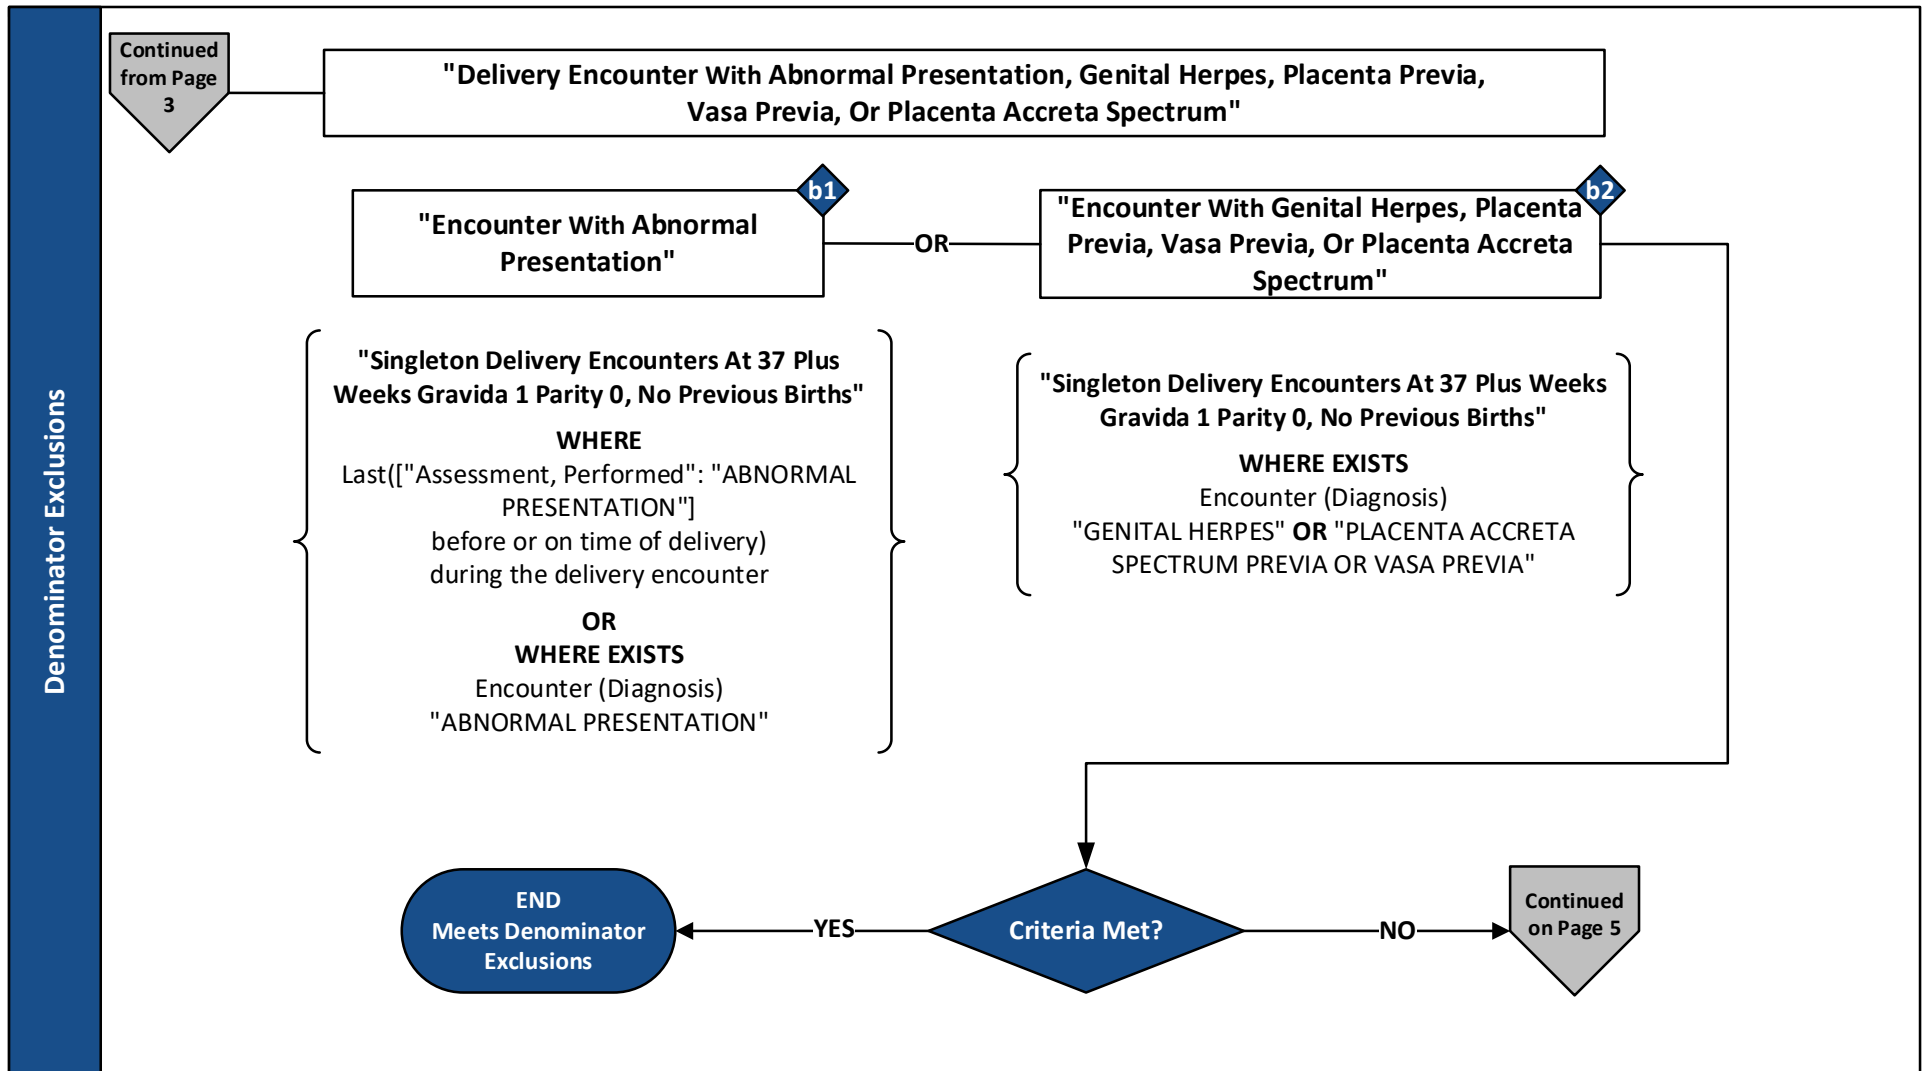 Denominator Exclusions
Continued
from Page
3
"Delivery Encounter With Abnormal Presentation, Genital Herpes, Placenta Previa,
Vasa Previa, Or Placenta Accreta Spectrum"
b1
"Encounter With Abnormal
Presentation"
OR
b2
"Encounter With Genital Herpes, Placenta
Previa, Vasa Previa, Or Placenta Accreta
Spectrum"
"Singleton Delivery Encounters At 37 Plus
Weeks Gravida 1 Parity 0, No Previous Births"
WHERE
Last(["Assessment, Performed": "ABNORMAL
PRESENTATION"]
before or on time of delivery)
during the delivery encounter
OR
WHERE EXISTS
Encounter (Diagnosis)
"ABNORMAL PRESENTATION"
"Singleton Delivery Encounters At 37 Plus Weeks
Gravida 1 Parity 0, No Previous Births"
WHERE EXISTS
Encounter (Diagnosis)
"GENITAL HERPES" OR "PLACENTA ACCRETA
SPECTRUM PREVIA OR VASA PREVIA"
END
Meets Denominator
Exclusions
YES
Criteria Met?
NO
Continued
on Page 5